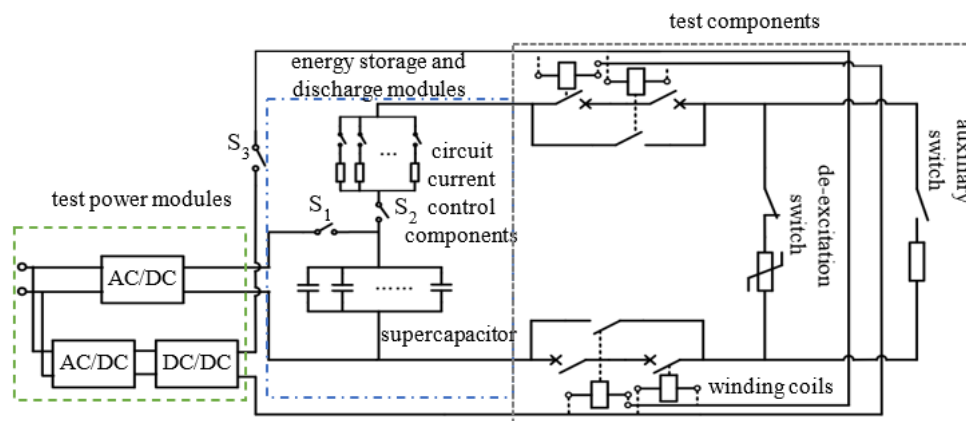 test components
energy storage and
discharge modules
S3
circuit
current
control
components
S1
S2
test power modules
AC/DC
AC/DC
DC/DC
supercapacitor
winding coils
de-excitation
switch
auxiliary
switch
......
...